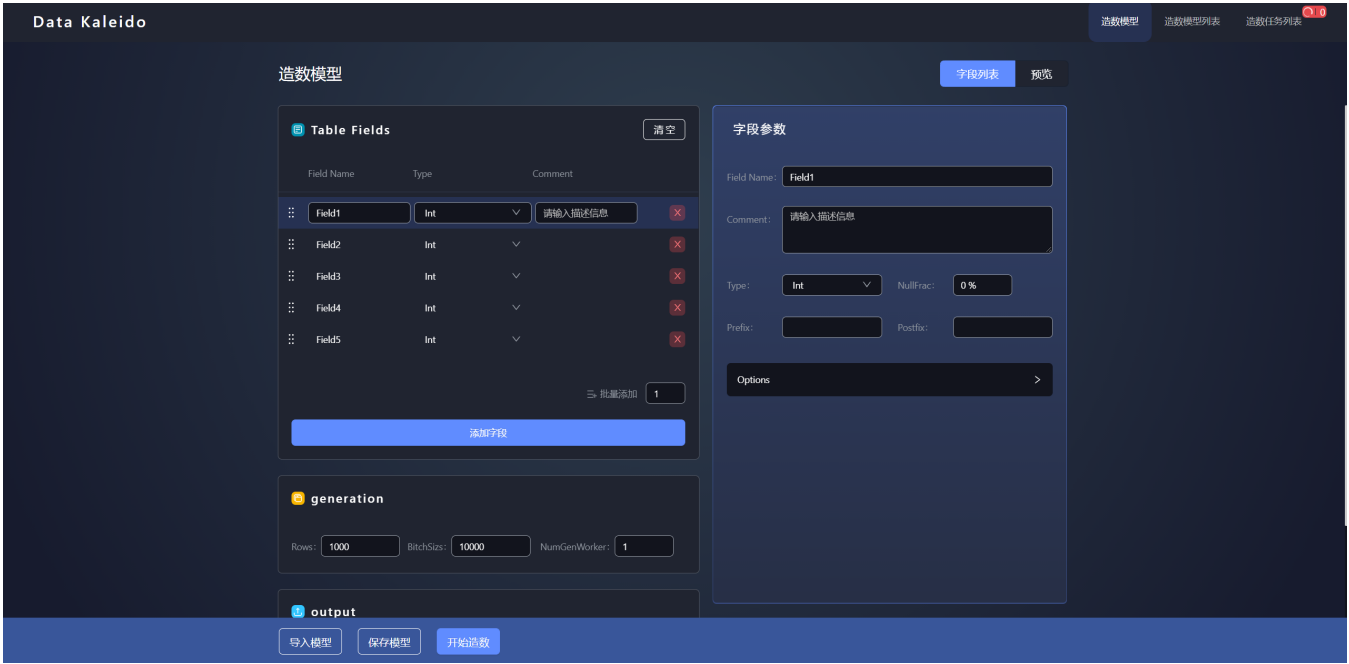 Data Kaleido
造数模型 造数模型列表 造数任务列表 0
造数模型
字段列表 预览
Table Fields 清空
Field Name Type Comment
Field1 Int 请输入描述信息 X
Field2 Int X
Field3 Int X
Field4 Int X
Field5 Int X
批量添加 1
添加字段
generation
Rows: 1000 BitchSizs: 10000 NumGenWorker: 1
output
字段参数
Field Name: Field1
Comment: 请输入描述信息
Type: Int NullFrac: 0 %
Prefix: Postfix:
Options
导入模型 保存模型 开始造数